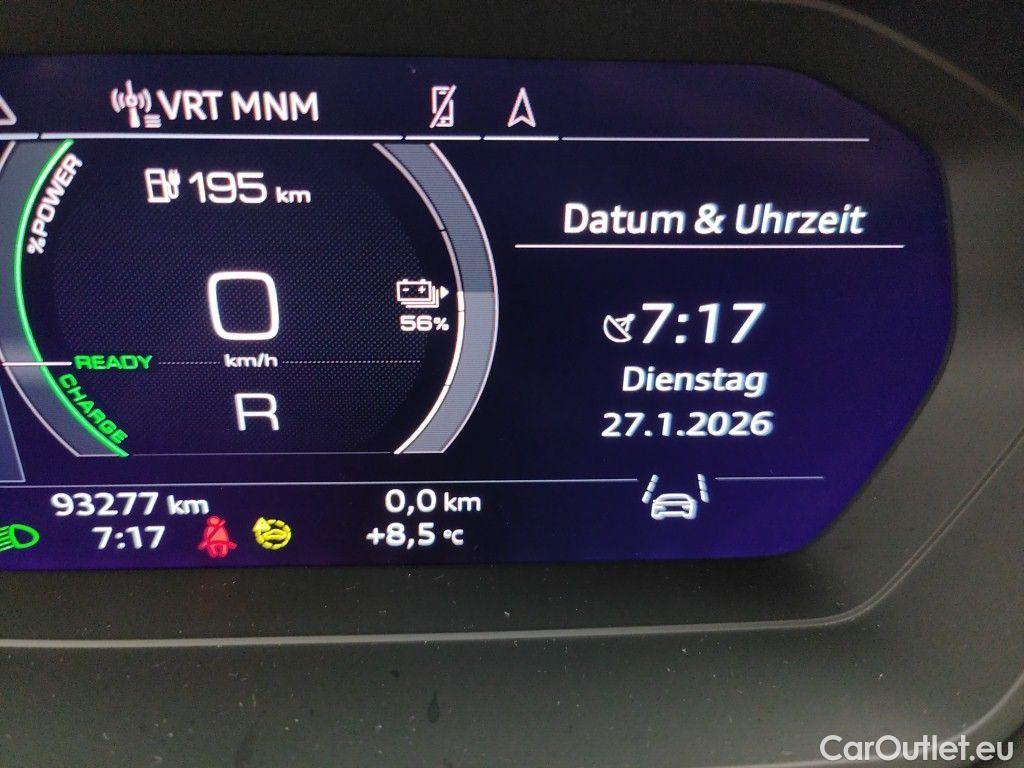 VRT MNM
%POWER
195 km
Datum & Uhrzeit
0
km/h
56%
7:17
READY
Dienstag
CHARGE
R
27.1.2026
93277 km
0,0 km
7:17
+8,5 °C
CarOutlet.eu